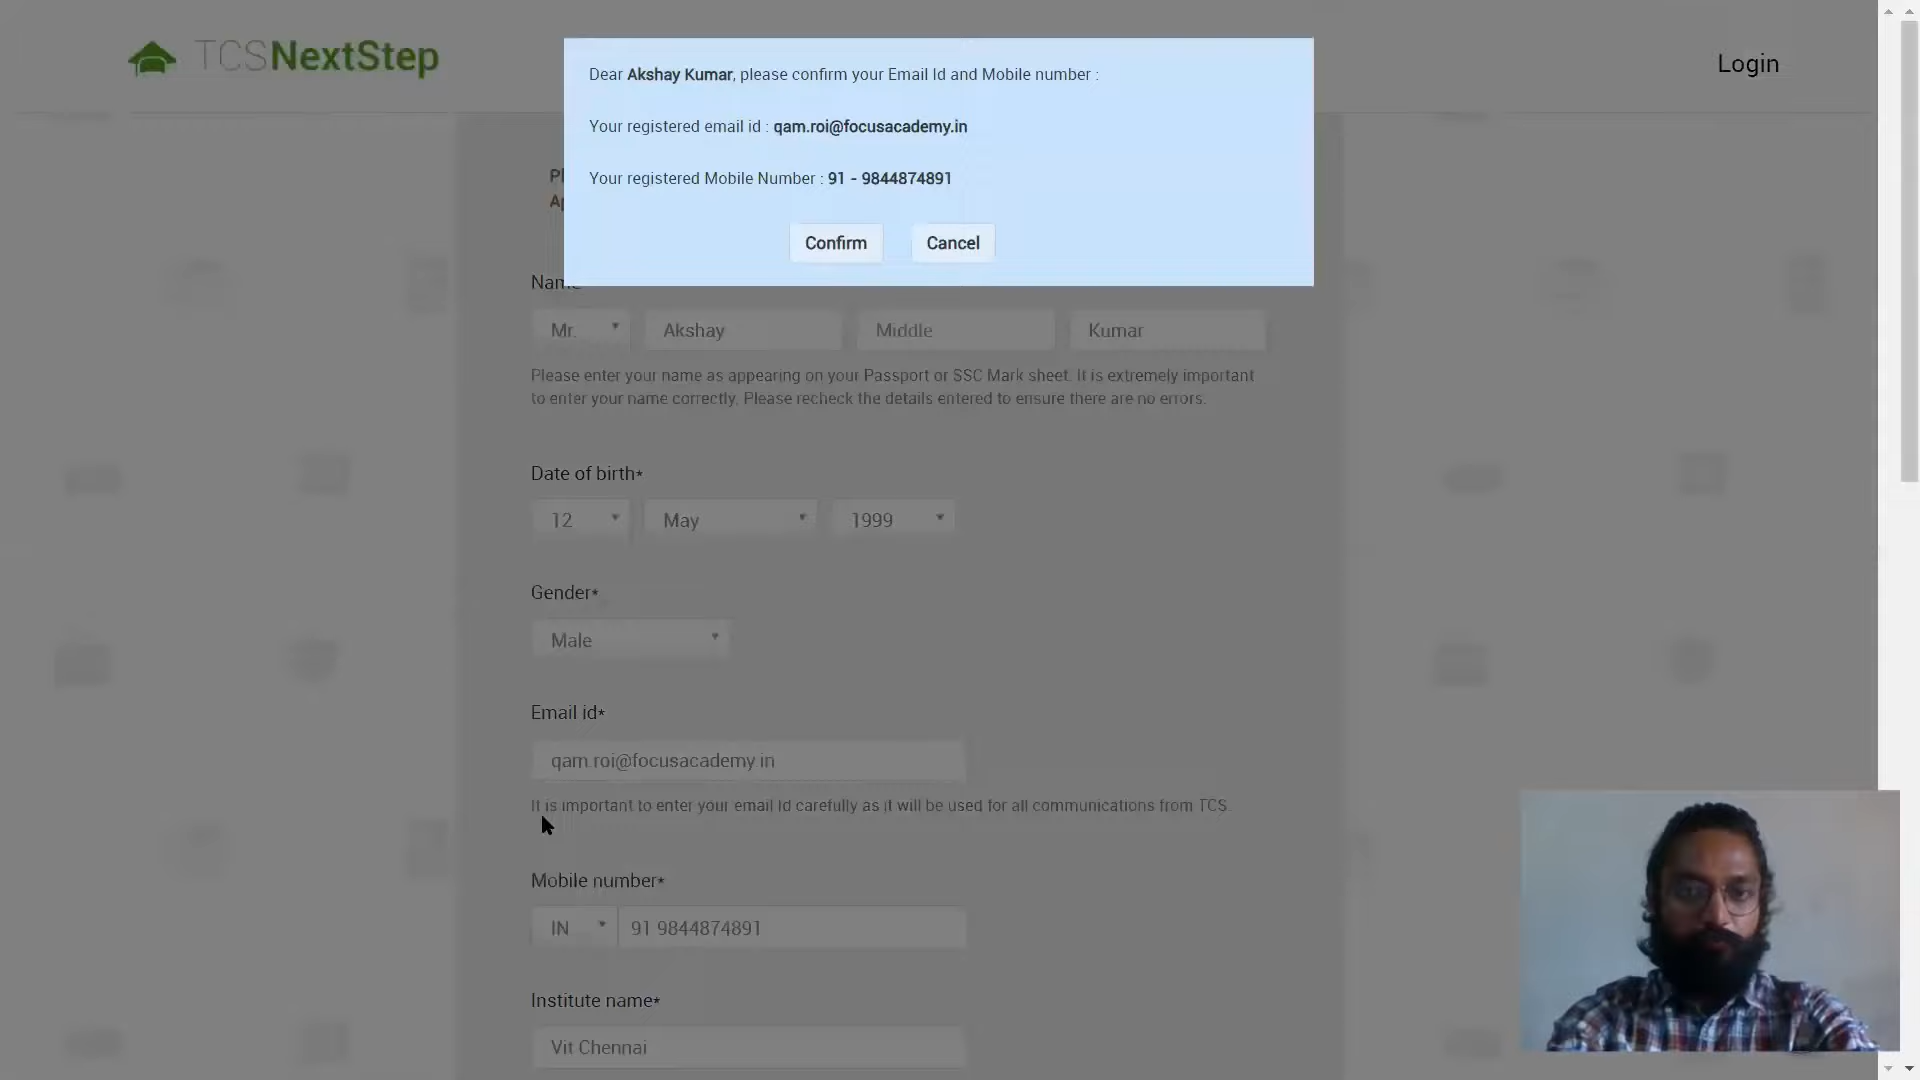 TCSNextStep
Login
Dear Akshay Kumar, please confirm your Email Id and Mobile number :
Your registered email id : qam.roi@focusacademy.in
Your registered Mobile Number : 91 - 9844874891
Confirm Cancel
Name
Mr. Akshay Middle Kumar
Please enter your name as appearing on your Passport or SSC Mark sheet. It is extremely important
to enter your name correctly. Please recheck the details entered to ensure there are no errors.
Date of birth*
12 May 1999
Gender*
Male
Email id*
qam.roi@focusacademy.in
It is important to enter your email Id carefully as it will be used for all communications from TCS.
Mobile number*
IN 91 9844874891
Institute name*
Vit Chennai